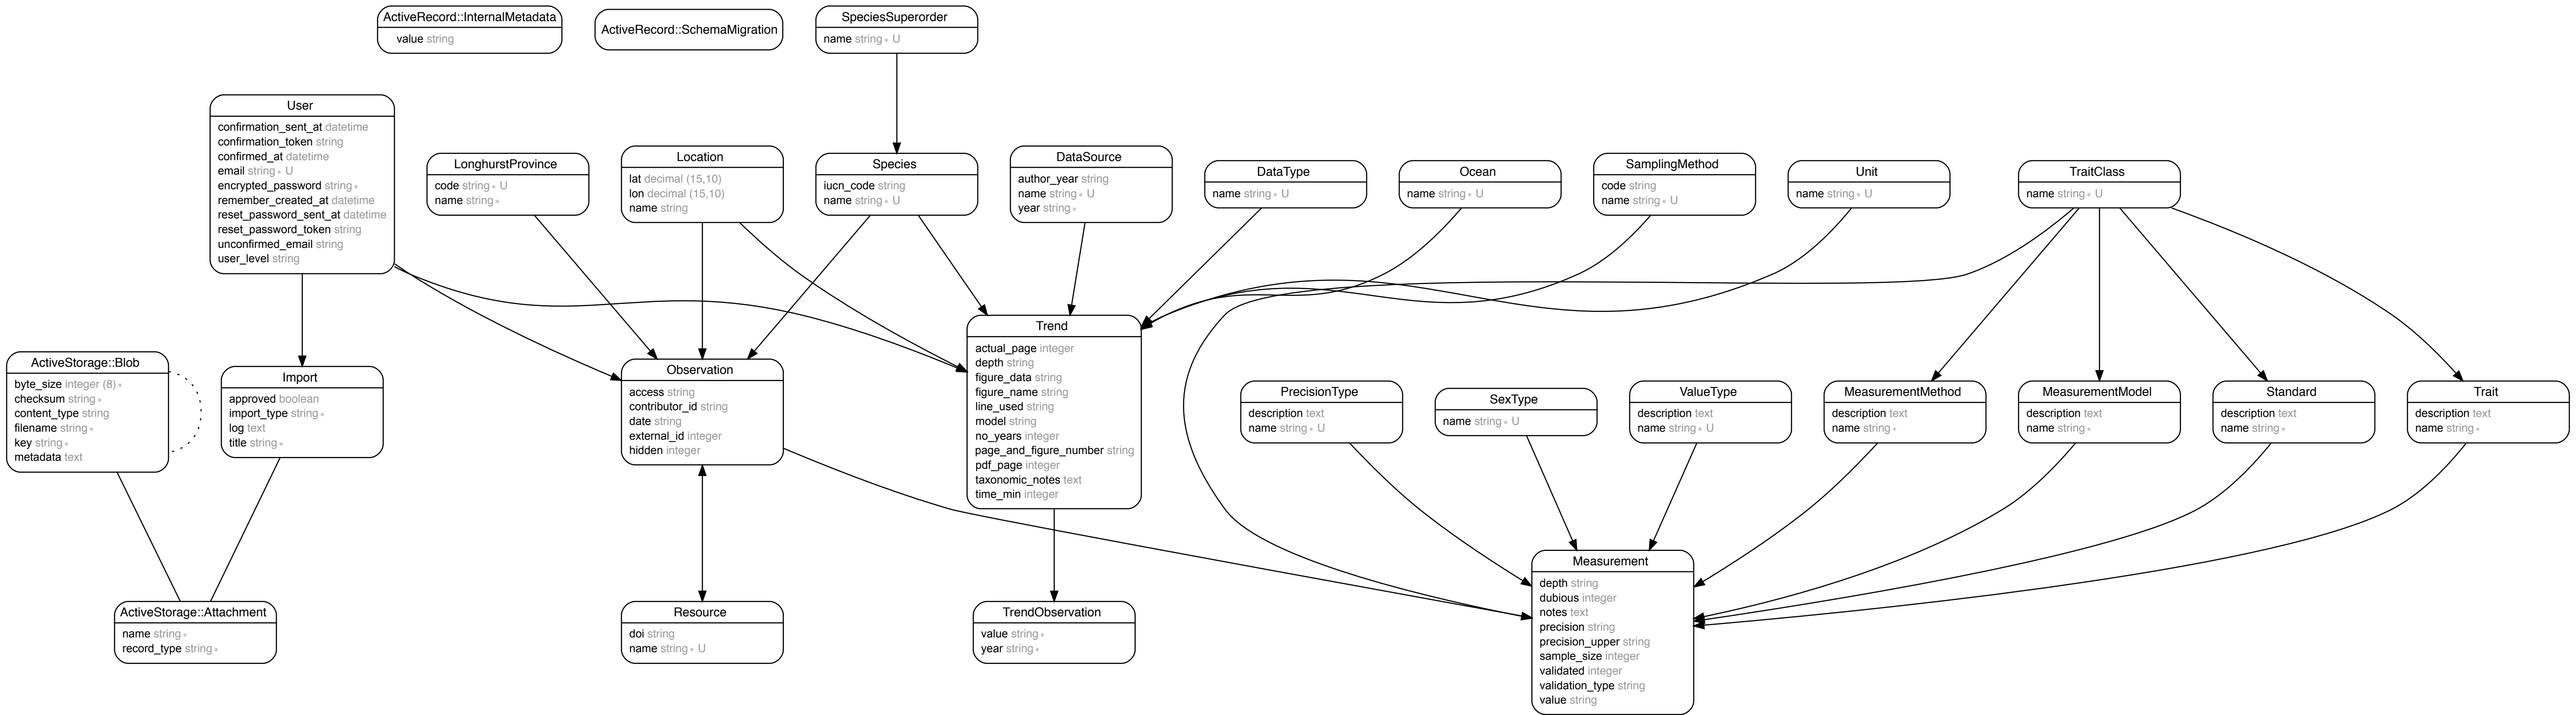 ActiveRecord::InternalMetadata
value string
ActiveRecord::SchemaMigration
SpeciesSuperorder
name string∗ U
User
confirmation_sent_at datetime
confirmation_token string
confirmed_at datetime
email string∗ U
encrypted_password string∗
remember_created_at datetime
reset_password_sent_at datetime
reset_password_token string
unconfirmed_email string
user_level string
LonghurstProvince
code string∗ U
name string∗
Location
lat decimal (15,10)
lon decimal (15,10)
name string
Species
iucn_code string
name string∗ U
DataSource
author_year string
name string∗ U
year string∗
DataType
name string∗ U
Ocean
name string∗ U
SamplingMethod
code string
name string∗ U
Unit
name string∗ U
TraitClass
name string∗ U
ActiveStorage::Blob
byte_size integer (8)∗
checksum string∗
content_type string
filename string∗
key string∗
metadata text
Import
approved boolean
import_type string∗
log text
title string∗
Observation
access string
contributor_id string
date string
external_id integer
hidden integer
Trend
actual_page integer
depth string
figure_data string
figure_name string
line_used string
model string
no_years integer
page_and_figure_number string
pdf_page integer
taxonomic_notes text
time_min integer
PrecisionType
description text
name string∗ U
SexType
name string∗ U
ValueType
description text
name string∗ U
MeasurementMethod
description text
name string∗
MeasurementModel
description text
name string∗
Standard
description text
name string∗
Trait
description text
name string∗
ActiveStorage::Attachment
name string∗
record_type string∗
Resource
doi string
name string∗ U
TrendObservation
value string∗
year string∗
Measurement
depth string
dubious integer
notes text
precision string
precision_upper string
sample_size integer
validated integer
validation_type string
value string